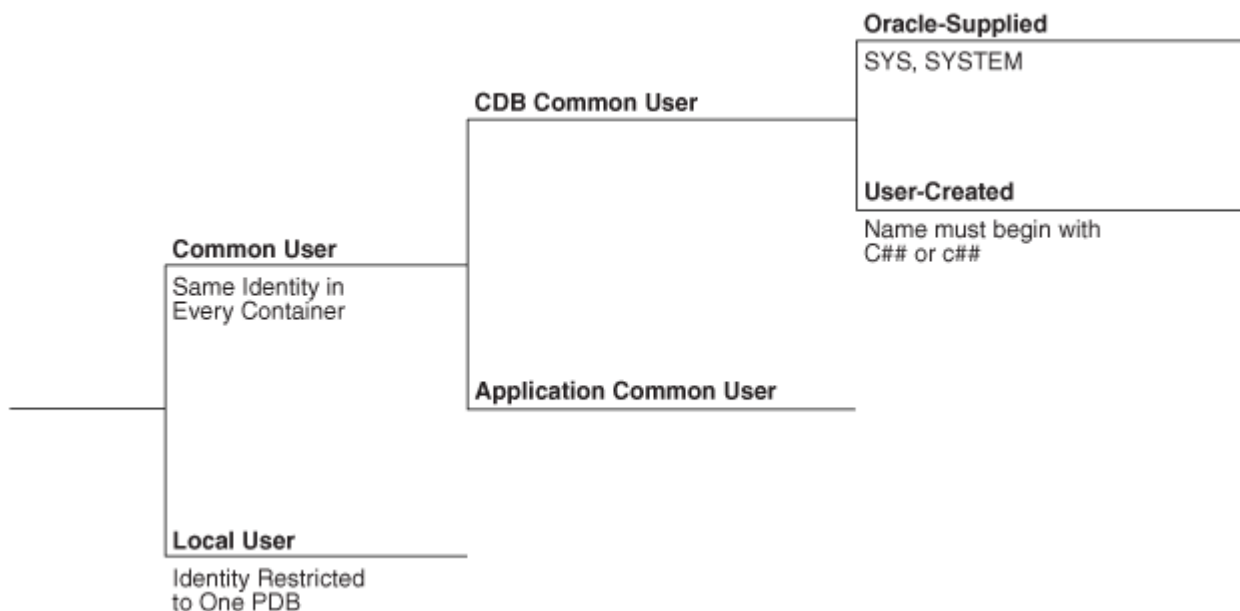 Oracle-Supplied
SYS, SYSTEM
CDB Common User
User-Created
Name must begin with
C## or c##
Common User
Same Identity in
Every Container
Application Common User
Local User
Identity Restricted
to One PDB